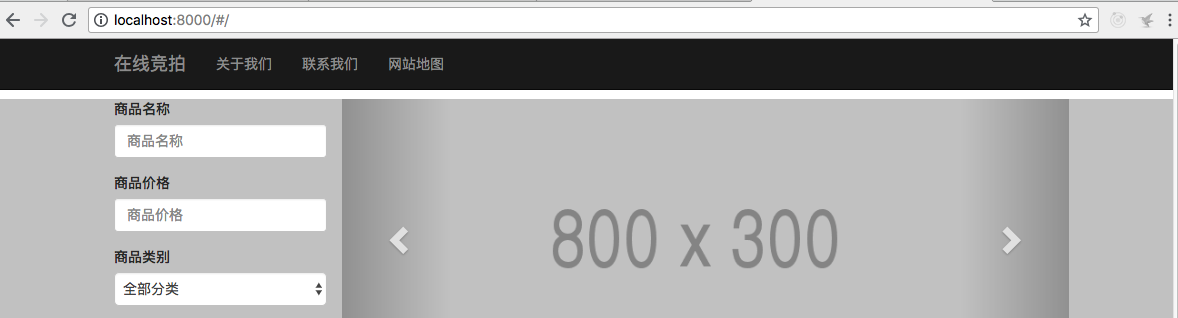 localhost:8000/#/
在线竞拍 关于我们 联系我们 网站地图
商品名称
商品名称
商品价格
商品价格
商品类别
全部分类
800 x 300